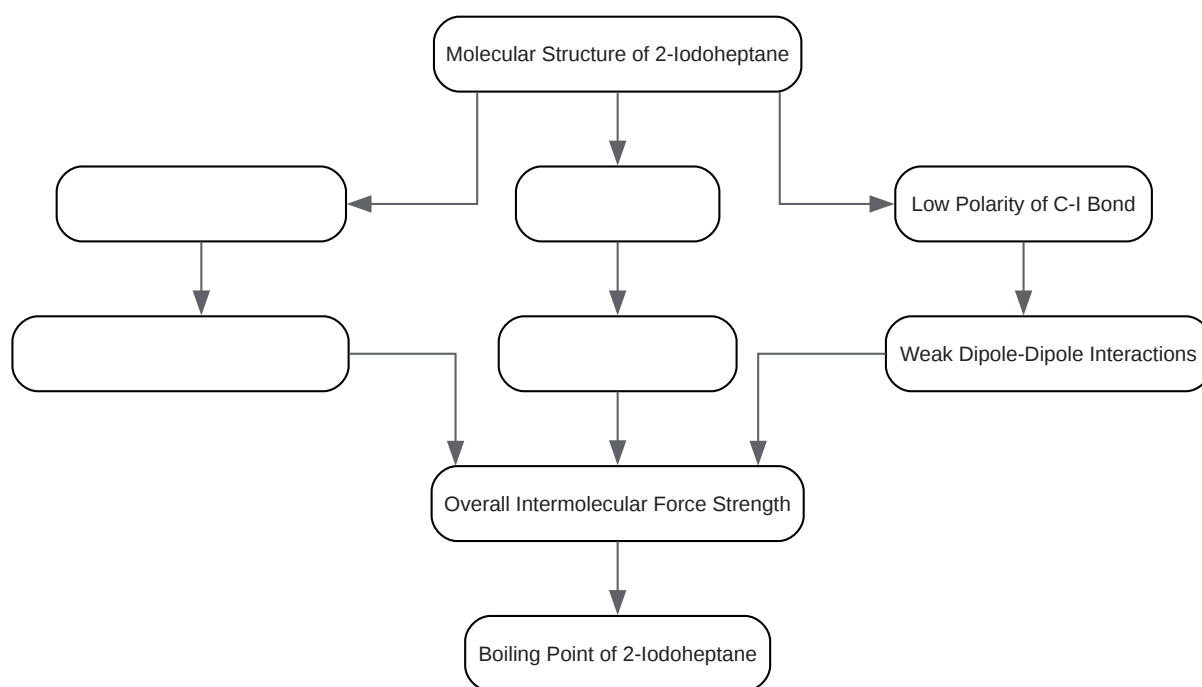 Molecular Structure of 2-Iodoheptane
Low Polarity of C-I Bond
Weak Dipole-Dipole Interactions
Overall Intermolecular Force Strength
Boiling Point of 2-Iodoheptane